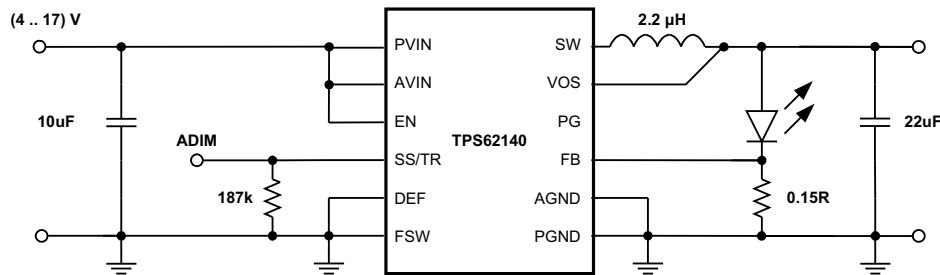 (4 .. 17) V
2.2 µH
PVIN
SW
AVIN
VOS
10uF
EN
PG
22uF
TPS62140
ADIM
SS/TR
FB
187k
DEF
AGND
0.15R
FSW
PGND